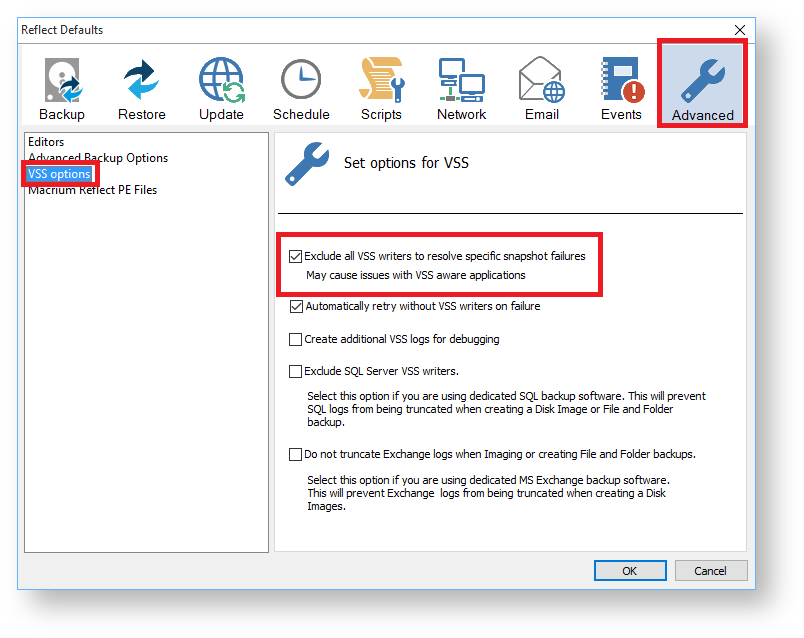 Reflect Defaults
Backup
Restore
Update
Schedule
Scripts
Network
Email
Events
Advanced
Editors
Advanced Backup Options
VSS options
Macrium Reflect PE Files
Set options for VSS
Exclude all VSS writers to resolve specific snapshot failures
May cause issues with VSS aware applications
Automatically retry without VSS writers on failure
Create additional VSS logs for debugging
Exclude SQL Server VSS writers.
Select this option if you are using dedicated SQL backup software. This will prevent
SQL logs from being truncated when creating a Disk Image or File and Folder
backup.
Do not truncate Exchange logs when Imaging or creating File and Folder backups.
Select this option if you are using dedicated MS Exchange backup software.
This will prevent Exchange logs from being truncated when creating a Disk
Images.
OK
Cancel